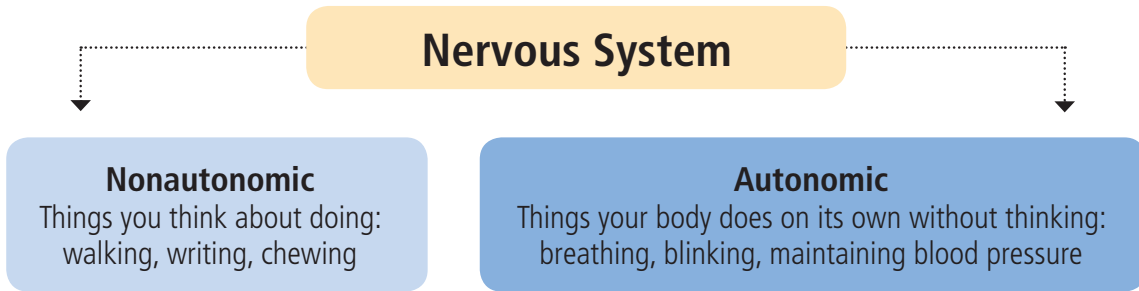 Nervous System
Nonautonomic
Things you think about doing:
walking, writing, chewing
Autonomic
Things your body does on its own without thinking:
breathing, blinking, maintaining blood pressure